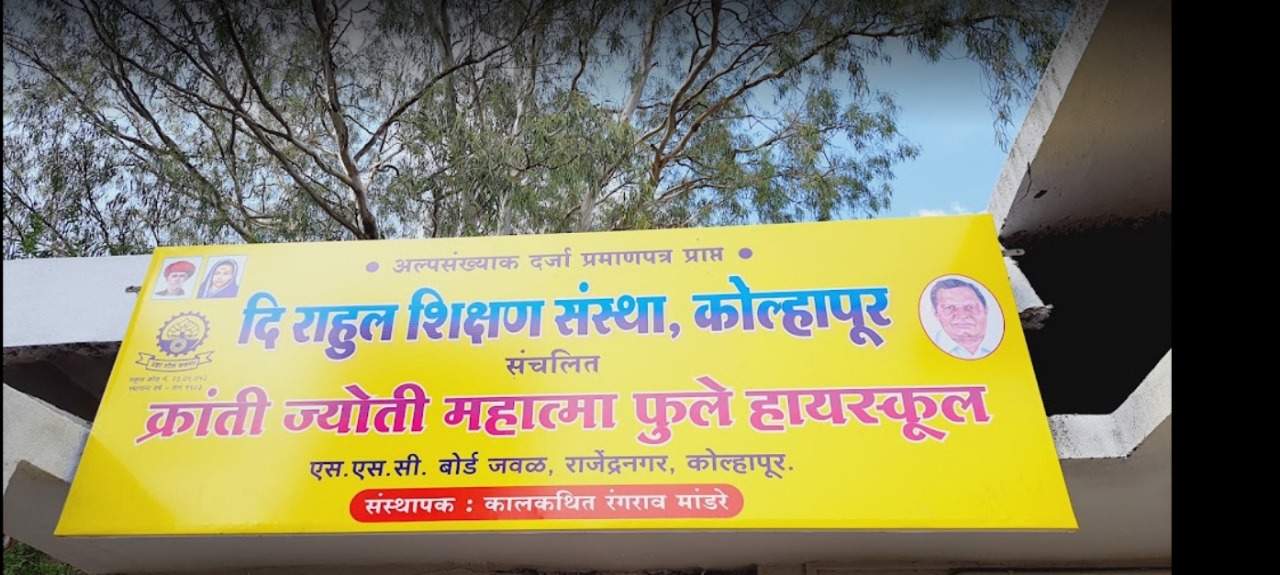 • अल्पसंख्याक दर्जा प्रमाणपत्र प्राप्त •
दि राहुल शिक्षण संस्था, कोल्हापूर
संचलित
क्रांती ज्योती महात्मा फुले हायस्कूल
एस.एस.सी. बोर्ड जवळ, राजेंद्रनगर, कोल्हापूर.
संस्थापक : कालकथित रंगराव मांडरे